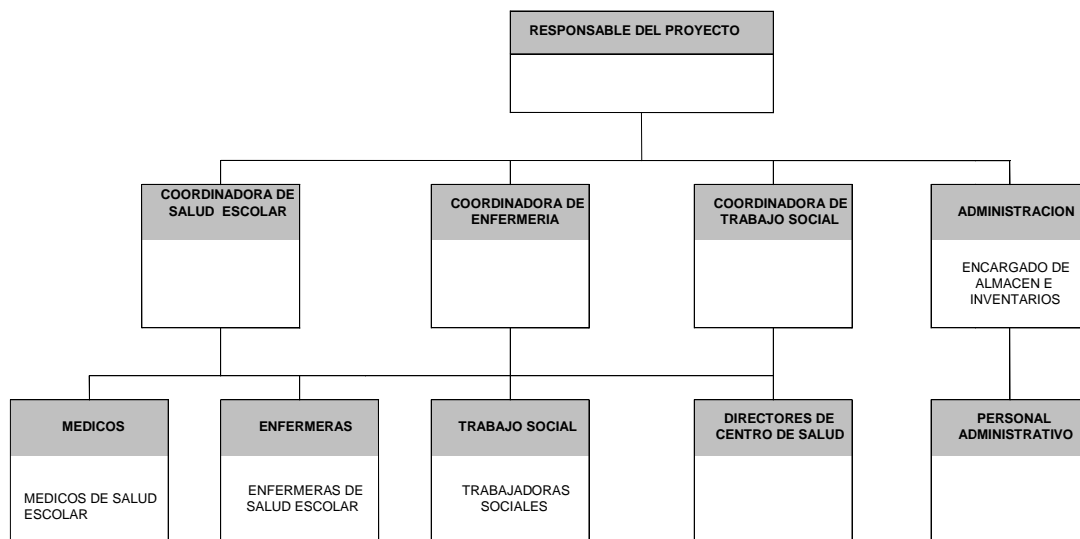 RESPONSABLE DEL PROYECTO
COORDINADORA DE
SALUD ESCOLAR
COORDINADORA DE
ENFERMERIA
COORDINADORA DE
TRABAJO SOCIAL
ADMINISTRACION
ENCARGADO DE
ALMACEN E
INVENTARIOS
MEDICOS
MEDICOS DE SALUD
ESCOLAR
ENFERMERAS
ENFERMERAS DE
SALUD ESCOLAR
TRABAJO SOCIAL
TRABAJADORAS
SOCIALES
DIRECTORES DE
CENTRO DE SALUD
PERSONAL
ADMINISTRATIVO